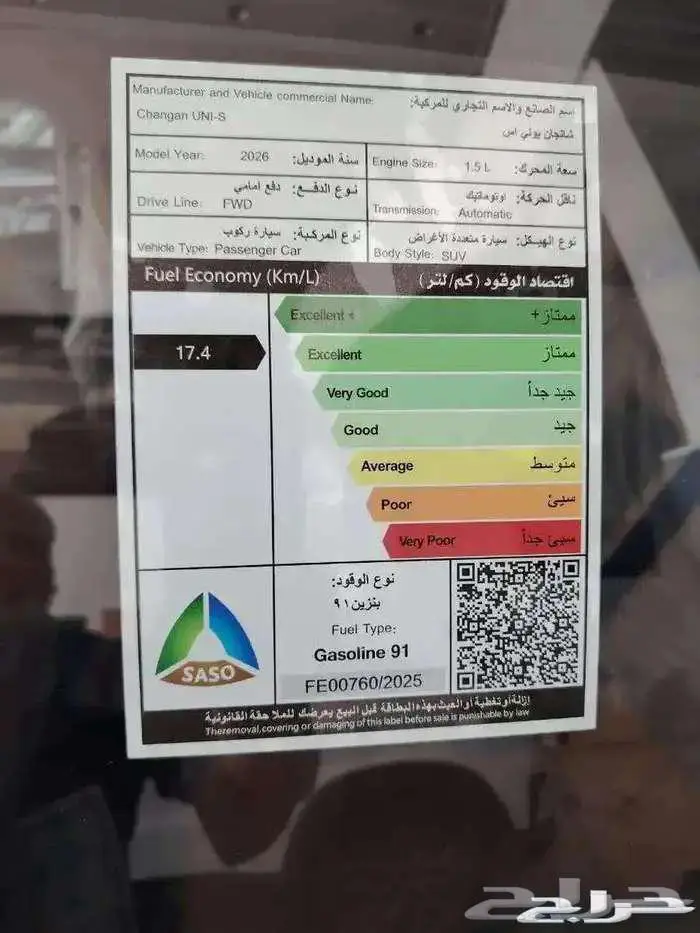 Manufacturer and Vehicle commercial Name: اسم الصانع والاسم التجاري للمركبة:
Changan UNI-S شانجان يوني اس
Model Year: 2026 سنة الموديل:
Engine Size: 1.5 L سعة المحرك:
نوع الدفـــع: دفع امامي
Drive Line: FWD
ناقل الحركة: اوتوماتيك
Transmission: Automatic
نوع المركبـة: سيارة ركوب
Vehicle Type: Passenger Car
نوع الهيكل: سيارة متعددة الأغراض
Body Style: SUV
Fuel Economy (Km/L) اقتصاد الوقود (كم/لتر)
Excellent + ممتاز+
17.4
Excellent ممتاز
Very Good جيد جداً
Good جيد
Average متوسط
Poor سيئ
Very Poor سيئ جداً
SASO
نوع الوقود:
بنزين ٩١
Fuel Type:
Gasoline 91
FE00760/2025
إزالة أو تغطية أو العبث بهذه البطاقة قبل البيع يعرضك للملاحقة القانونية
Theremoval,covering or damaging of this label before sale is punishable by law
حراج